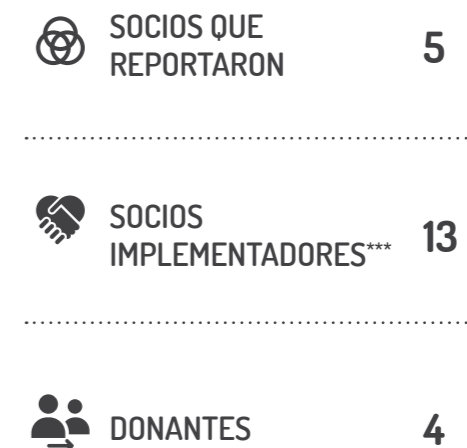 SOCIOS QUE
REPORTARON
5
SOCIOS
IMPLEMENTADORES***
13
DONANTES
4